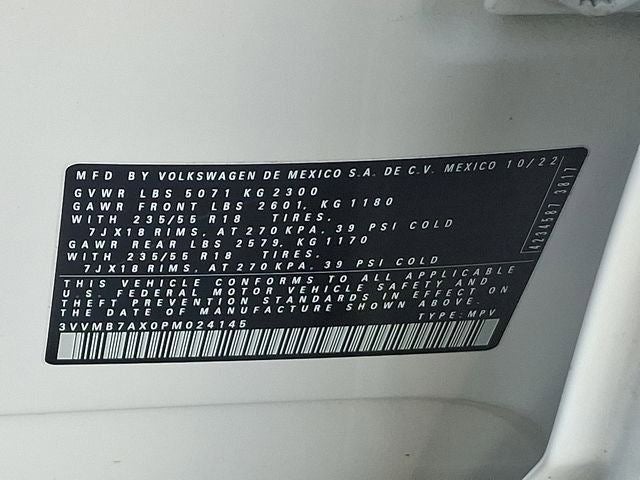 MFD BY VOLKSWAGEN DE MEXICO S.A. DE C.V. MEXICO 10/22
GVWR LBS 5071 KG 2300
GAWR FRONT LBS 2601, KG 1180
WITH 235/55 R18 TIRES,
7JX18 RIMS, AT 270 KPA, 39 PSI COLD
GAWR REAR LBS 2579, KG 1170
WITH 235/55 R18 TIRES,
7JX18 RIMS, AT 270 KPA, 39 PSI COLD
4234587 3817
THIS VEHICLE CONFORMS TO ALL APPLICABLE
U.S. FEDERAL MOTOR VEHICLE SAFETY AND
THEFT PREVENTION STANDARDS IN EFFECT ON
THE DATE OF MANUFACTURE SHOWN ABOVE.
3VVMB7AX0PM024145 TYPE: MPV